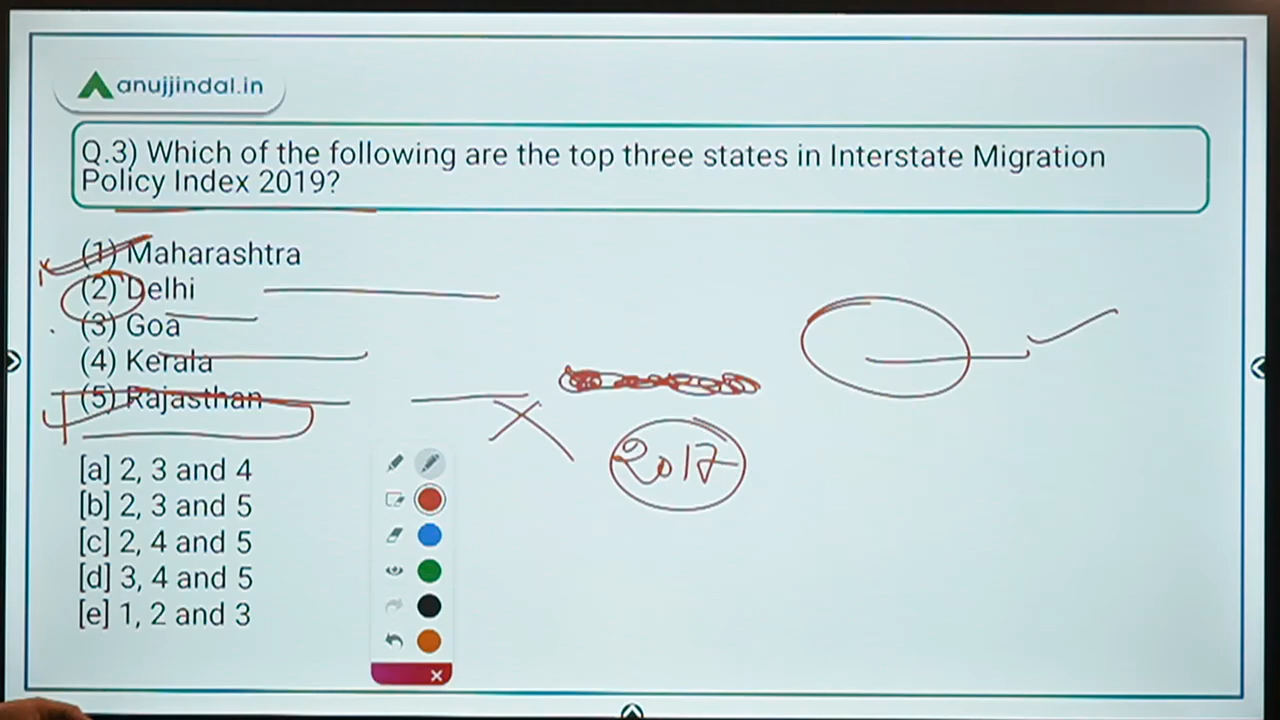 anujjindal.in
Q.3) Which of the following are the top three states in Interstate Migration
Policy Index 2019?
(1) Maharashtra
(2) Delhi
(3) Goa
(4) Kerala
(5) Rajasthan
2017
[a] 2, 3 and 4
[b] 2, 3 and 5
[c] 2, 4 and 5
[d] 3, 4 and 5
[e] 1, 2 and 3